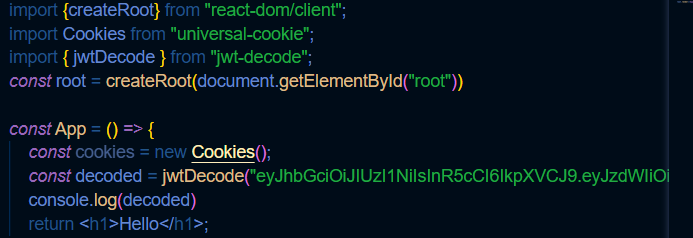 import {createRoot} from "react-dom/client";
import Cookies from "universal-cookie";
import { jwtDecode } from "jwt-decode";
const root = createRoot(document.getElementById("root"))
const App = () => {
const cookies = new Cookies();
const decoded = jwtDecode("eyJhbGciOiJIUzI1NiIsInR5cCI6IkpXVCJ9.eyJzdWIiOi
console.log(decoded)
return <h1>Hello</h1>;